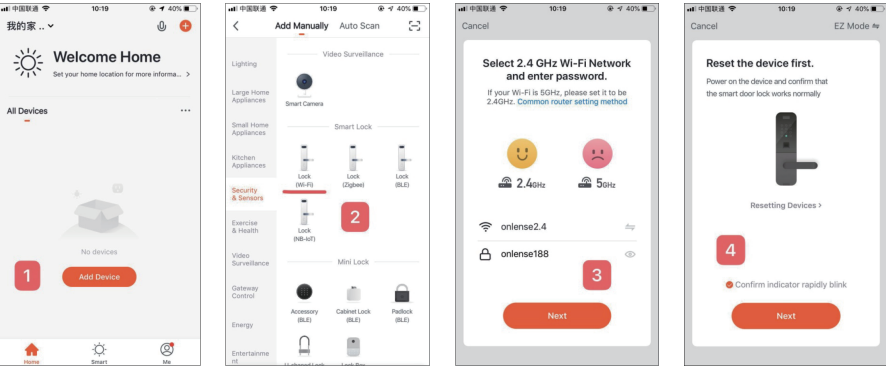 中国联通
10:19
40%
我的家 ..
Welcome Home
Set your home location for more informa... >
All Devices
...
No devices
1
Add Device
Home
Smart
Me
中国联通
10:19
40%
Add Manually
Auto Scan
Lighting
Large Home
Appliances
Small Home
Appliances
Kitchen
Appliances
Security
& Sensors
Exercise
& Health
Video
Surveillance
Gateway
Control
Energy
Entertainme
nt
Video Surveillance
Smart Camera
Smart Lock
Lock
(Wi-Fi)
Lock
(Zigbee)
Lock
(BLE)
Lock
(NB-IoT)
2
Mini Lock
Accessory
(BLE)
Cabinet Lock
(BLE)
Padlock
(BLE)
中国联通
10:19
40%
Cancel
Select 2.4 GHz Wi-Fi Network
and enter password.
If your Wi-Fi is 5GHz, please set it to be
2.4GHz. Common router setting method
2.4GHz
5GHz
onlense2.4
onlense188
3
Next
中国联通
10:19
40%
Cancel
EZ Mode
Reset the device first.
Power on the device and confirm that
the smart door lock works normally
Resetting Devices >
4
Confirm indicator rapidly blink
Next